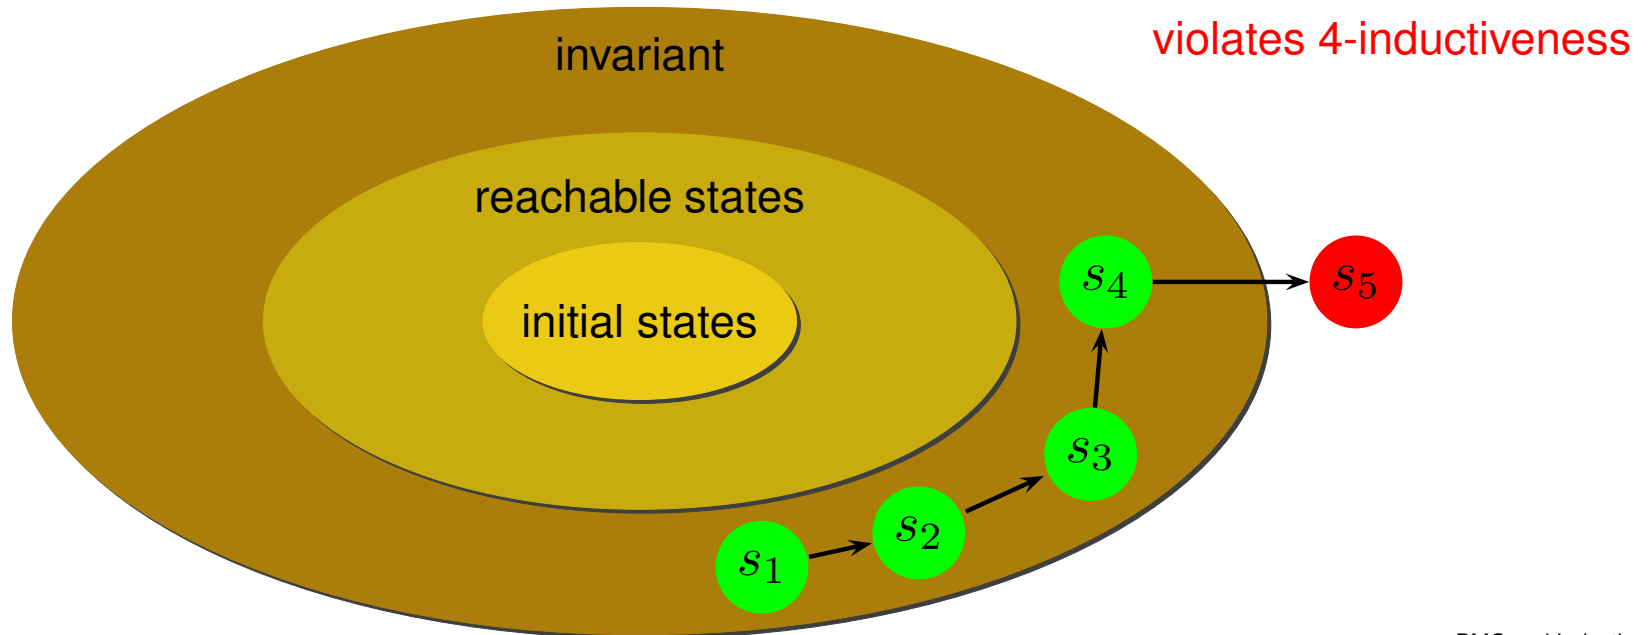 invariant
violates 4-inductiveness
reachable states
initial states
s4
s5
s3
s2
s1